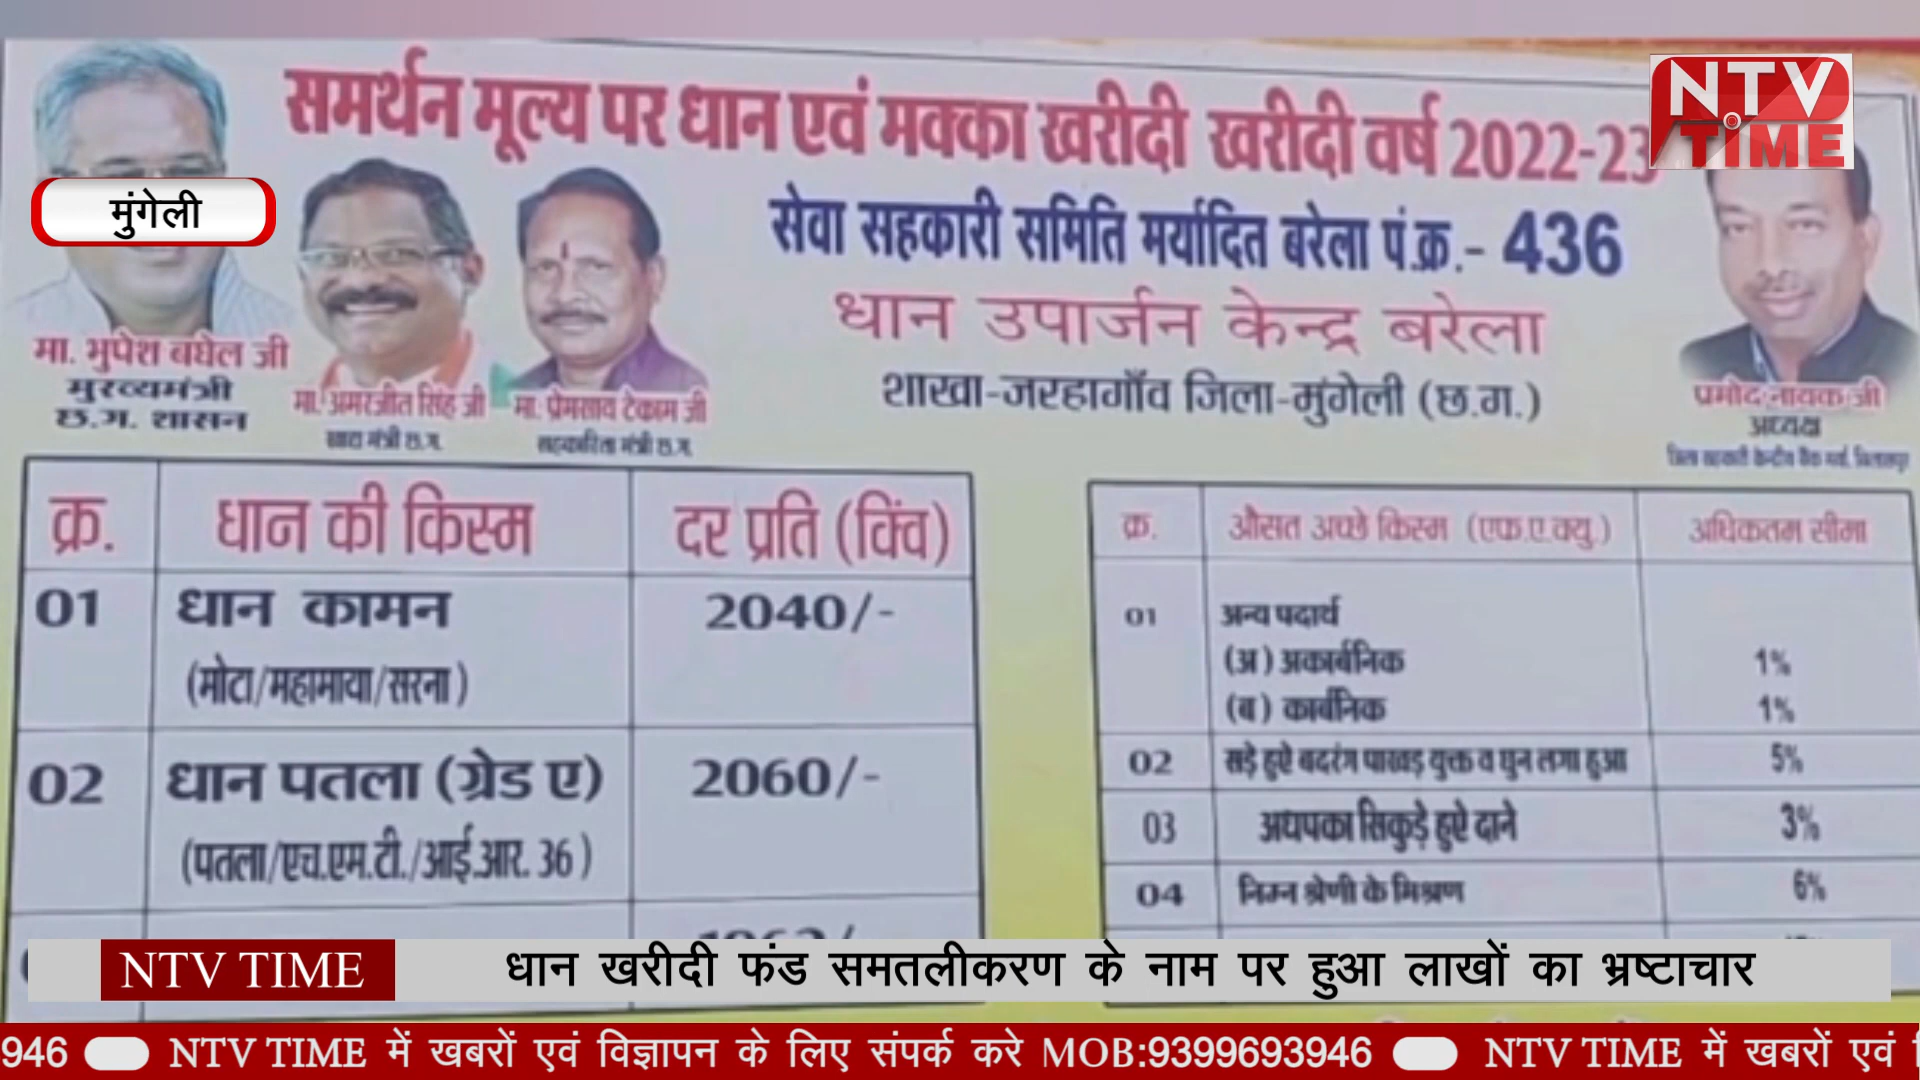 समर्थन मूल्य पर धान एवं मक्का खरीदी खरीदी वर्ष 2022-23
NTV
TIME
मुंगेली
सेवा सहकारी समिति मर्यादित बरेला पं.क्र.- 436
धान उपार्जन केन्द्र बरेला
शाखा-जरहागाँव जिला-मुंगेली (छ.ग.)
मा. भुपेश बघेल जी
मुख्यमंत्री
छ.ग. शासन
मा. अमरजीत सिंह जी
खाद्य मंत्री छ.ग.
मा. प्रेमसाय टेकाम जी
सहकारिता मंत्री छ.ग.
प्रमोद नायक जी
अध्यक्ष
जिला सहकारी केन्द्रीय बैंक मर्या. बिलासपुर
क्र. धान की किस्म दर प्रति (क्विं)
01 धान कामन 2040/-
(मोटा/महामाया/सरना)
02 धान पतला (ग्रेड ए) 2060/-
(पतला/एच.एम.टी./आई.आर. 36)
क्र. औसत अच्छे किस्म (एफ.ए.क्यु.) अधिकतम सीमा
01 अन्य पदार्थ
(अ) अकार्बनिक 1%
(ब) कार्बनिक 1%
02 सड़े हुऐ बदरंग पाखड़ युक्त व घुन लगा हुआ 5%
03 अधपका सिकुड़े हुऐ दाने 3%
04 निम्न श्रेणी के मिश्रण 6%
NTV TIME धान खरीदी फंड समतलीकरण के नाम पर हुआ लाखों का भ्रष्टाचार
946 NTV TIME में खबरों एवं विज्ञापन के लिए संपर्क करे MOB:9399693946 NTV TIME में खबरों एवं